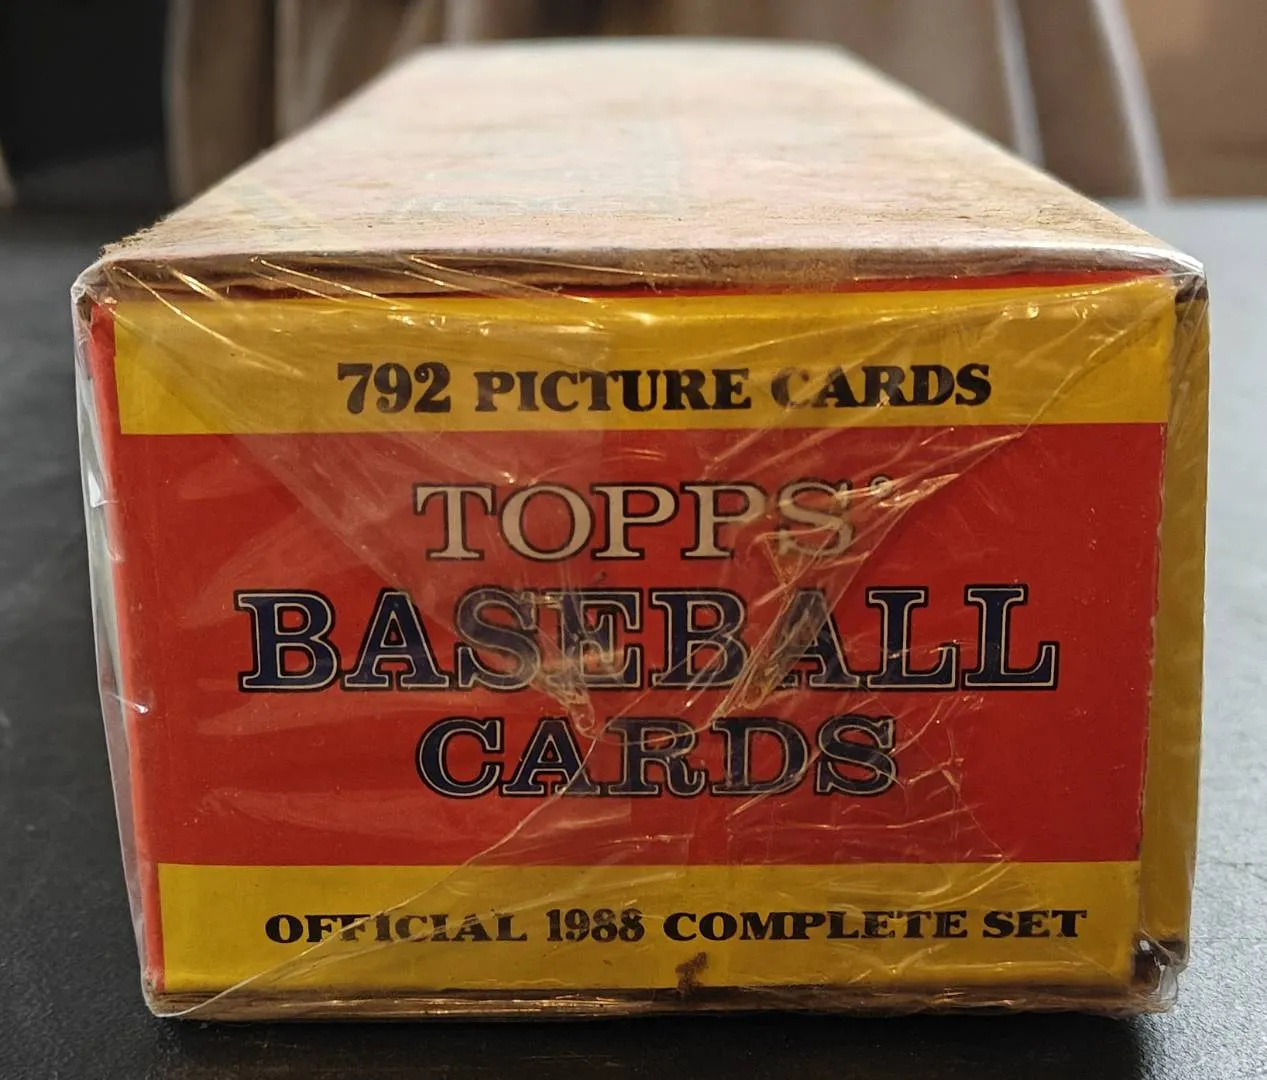 792 PICTURE CARDS
TOPPS®
BASEBALL
CARDS
OFFICIAL 1988 COMPLETE SET